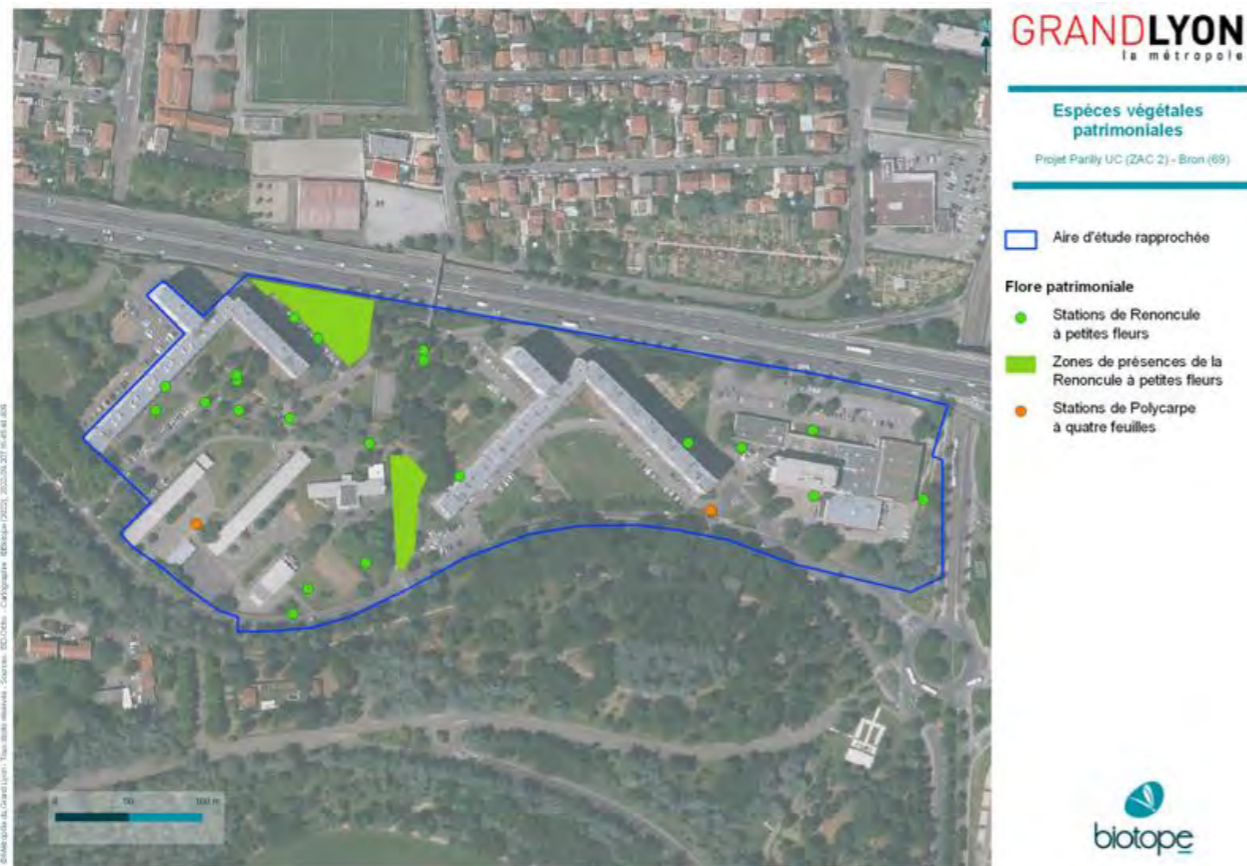 GRANDLYON
la métropole
Espèces végétales
patrimoniales
Projet Parilly UC (ZAC 2) - Bron (69)
Aire d'étude rapprochée
Flore patrimoniale
Stations de Renoncule
à petites fleurs
Zones de présences de la
Renoncule à petites fleurs
Stations de Polycarpe
à quatre feuilles
0 50 100 m
biotope